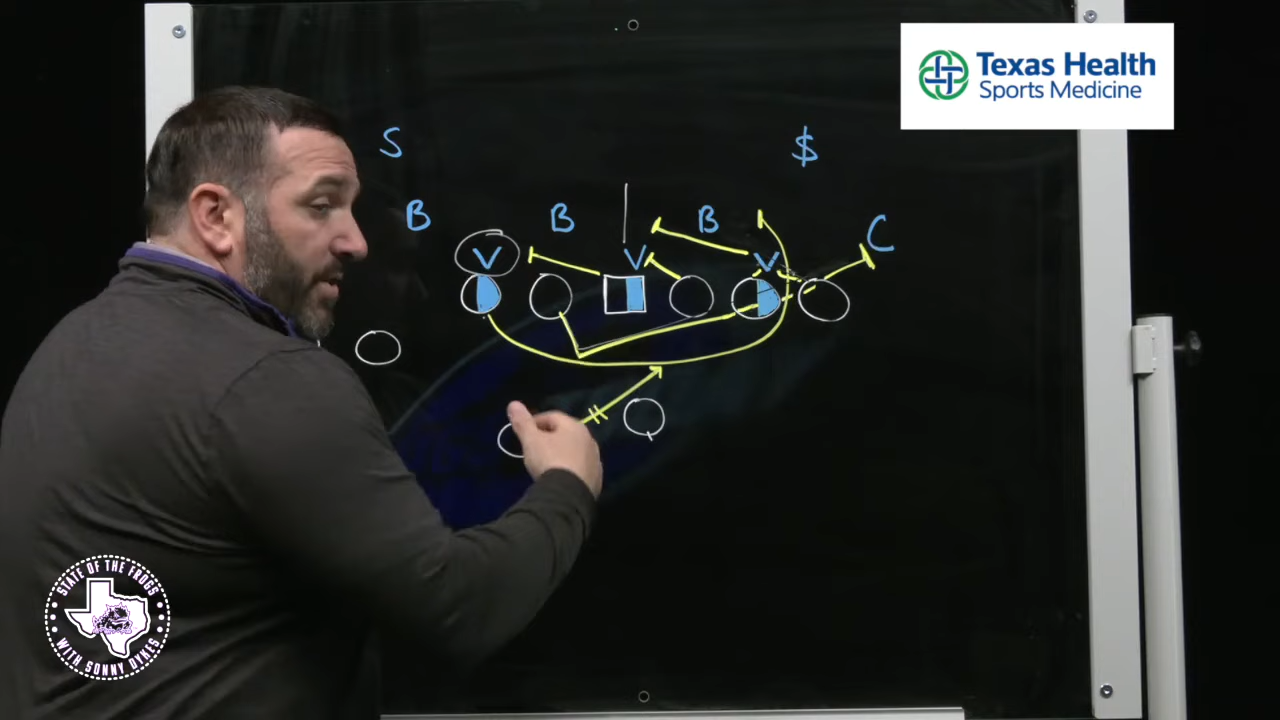 Texas Health
Sports Medicine
S
$
B
B
B
C
V
V
V
STATE OF THE FROGS
WITH SONNY DYKES